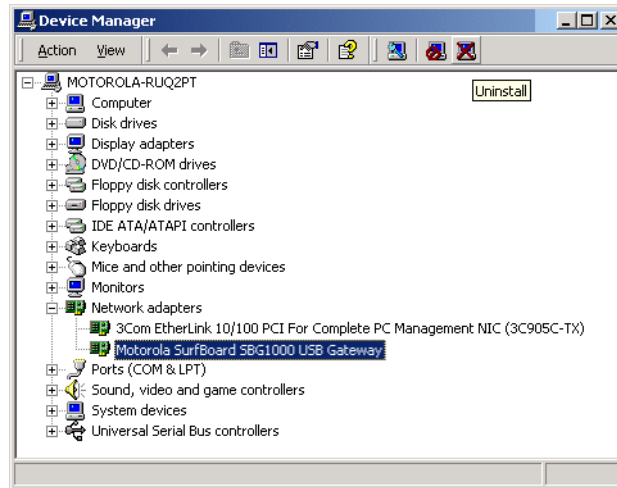 Device Manager
Action View
MOTOROLA-RUQ2PT
Uninstall
Computer
Disk drives
Display adapters
DVD/CD-ROM drives
Floppy disk controllers
Floppy disk drives
IDE ATA/ATAPI controllers
Keyboards
Mice and other pointing devices
Monitors
Network adapters
3Com EtherLink 10/100 PCI For Complete PC Management NIC (3C905C-TX)
Motorola SurfBoard SBG1000 USB Gateway
Ports (COM & LPT)
Sound, video and game controllers
System devices
Universal Serial Bus controllers